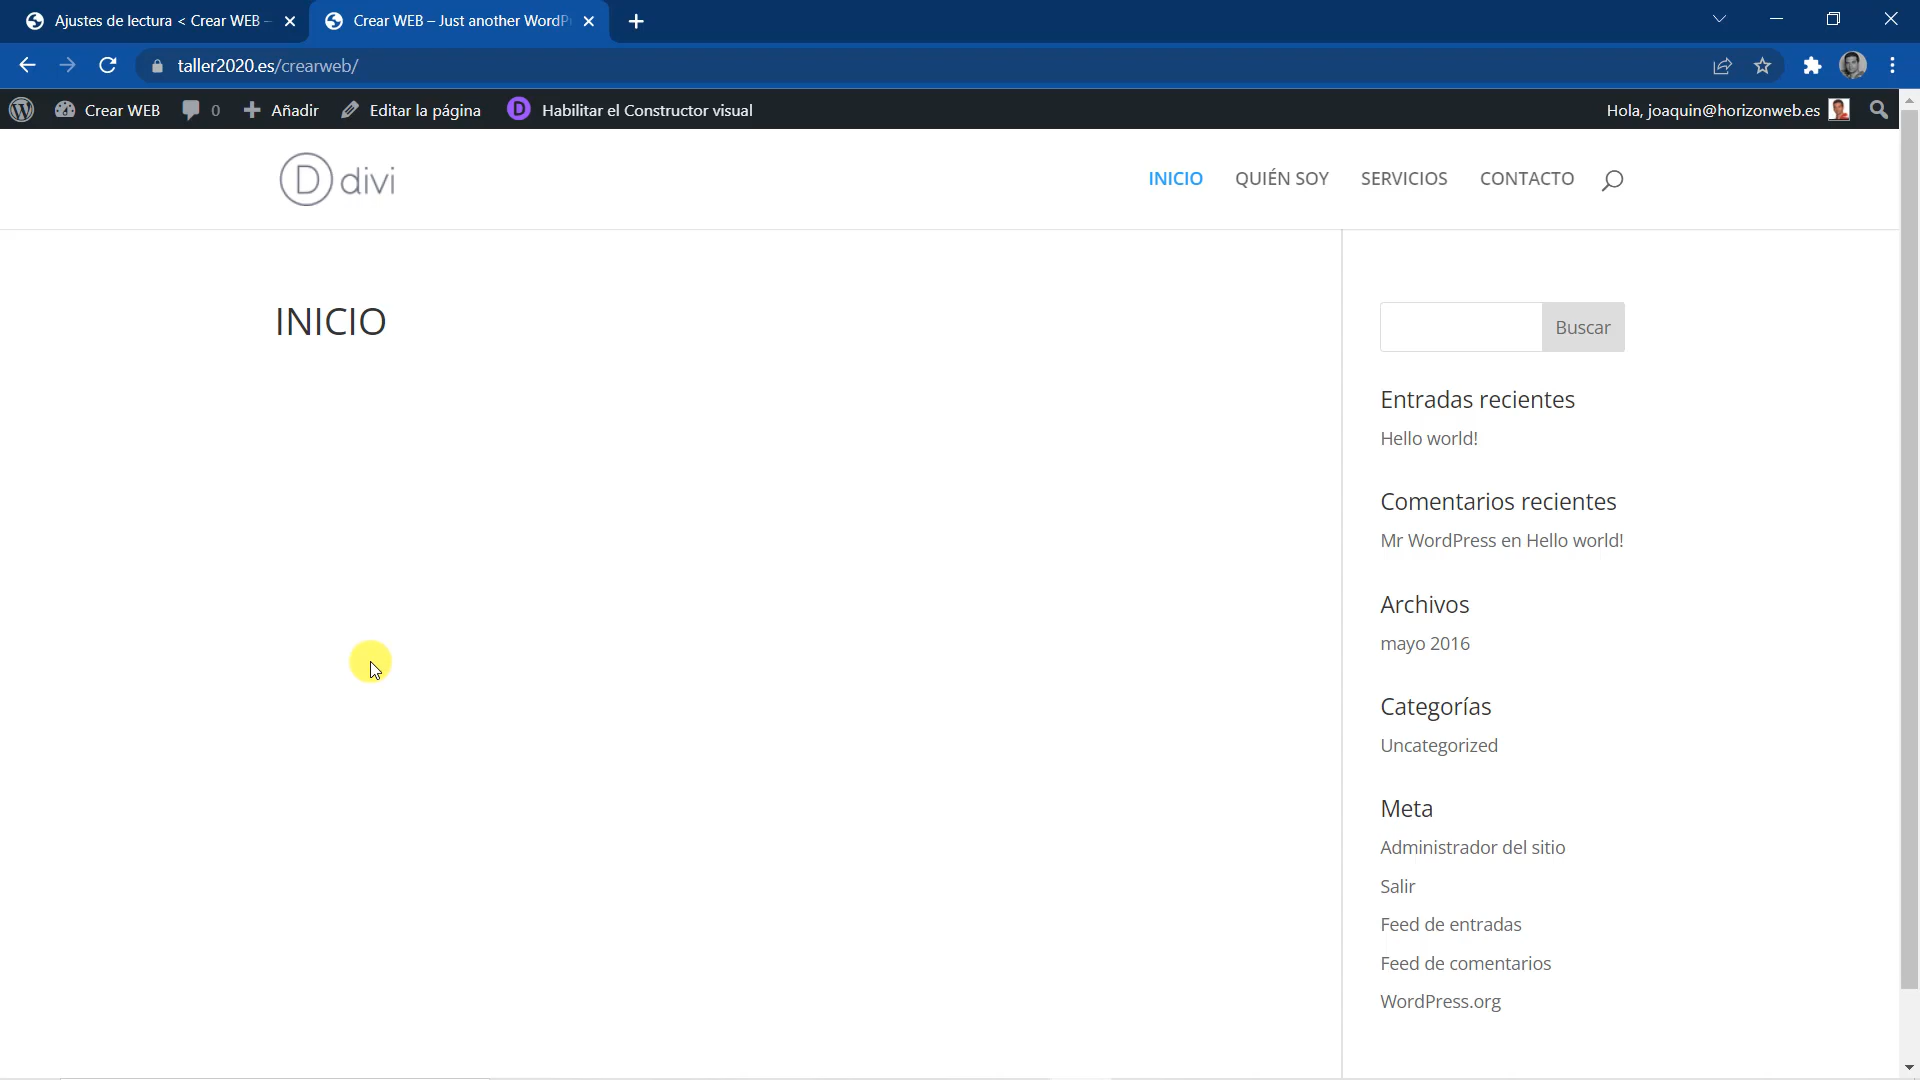 Ajustes de lectura < Crear WEB –
Crear WEB – Just another WordP
taller2020.es/crearweb/
Crear WEB
0
Añadir
Editar la página
D
Habilitar el Constructor visual
Hola, joaquin@horizonweb.es
D divi
INICIO
QUIÉN SOY
SERVICIOS
CONTACTO
INICIO
Buscar
Entradas recientes
Hello world!
Comentarios recientes
Mr WordPress en Hello world!
Archivos
mayo 2016
Categorías
Uncategorized
Meta
Administrador del sitio
Salir
Feed de entradas
Feed de comentarios
WordPress.org